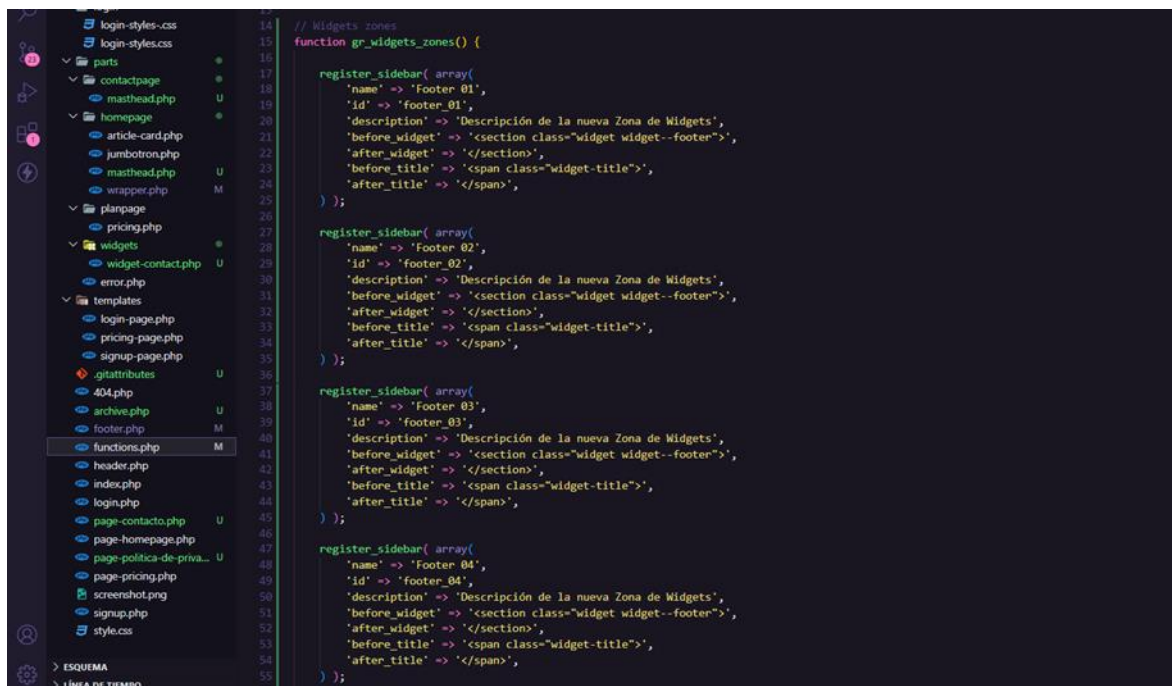 login-styles-.css
login-styles.css
23
parts
contactpage
masthead.php U
homepage
article-card.php
jumbotron.php
1
masthead.php U
wrapper.php M
planpage
pricing.php
widgets
widget-contact.php U
error.php
templates
login-page.php
pricing-page.php
signup-page.php
.gitattributes U
404.php
archive.php U
footer.php M
functions.php M
header.php
index.php
login.php
page-contacto.php U
page-homepage.php
page-politica-de-priva... U
page-pricing.php
screenshot.png
signup.php
style.css
ESQUEMA
LÍNEA DE TIEMPO
13
14 // Widgets zones
15 function gr_widgets_zones() {
16
17 register_sidebar( array(
18 'name' => 'Footer 01',
19 'id' => 'footer_01',
20 'description' => 'Descripción de la nueva Zona de Widgets',
21 'before_widget' => '<section class="widget widget--footer">',
22 'after_widget' => '</section>',
23 'before_title' => '<span class="widget-title">',
24 'after_title' => '</span>',
25 ) );
26
27 register_sidebar( array(
28 'name' => 'Footer 02',
29 'id' => 'footer_02',
30 'description' => 'Descripción de la nueva Zona de Widgets',
31 'before_widget' => '<section class="widget widget--footer">',
32 'after_widget' => '</section>',
33 'before_title' => '<span class="widget-title">',
34 'after_title' => '</span>',
35 ) );
36
37 register_sidebar( array(
38 'name' => 'Footer 03',
39 'id' => 'footer_03',
40 'description' => 'Descripción de la nueva Zona de Widgets',
41 'before_widget' => '<section class="widget widget--footer">',
42 'after_widget' => '</section>',
43 'before_title' => '<span class="widget-title">',
44 'after_title' => '</span>',
45 ) );
46
47 register_sidebar( array(
48 'name' => 'Footer 04',
49 'id' => 'footer_04',
50 'description' => 'Descripción de la nueva Zona de Widgets',
51 'before_widget' => '<section class="widget widget--footer">',
52 'after_widget' => '</section>',
53 'before_title' => '<span class="widget-title">',
54 'after_title' => '</span>',
55 ) );